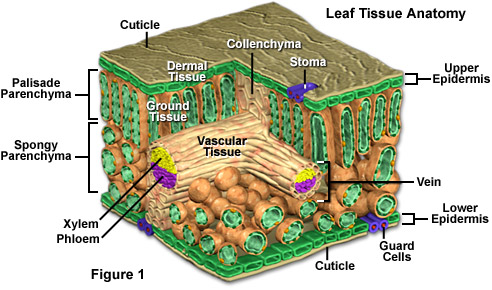 Leaf Tissue Anatomy
Cuticle
Collenchyma
Stoma
Dermal
Tissue
Upper
Epidermis
Palisade
Parenchyma
Ground
Tissue
Spongy
Parenchyma
Vascular
Tissue
Vein
Xylem
Phloem
Lower
Epidermis
Guard
Cells
Cuticle
Figure 1